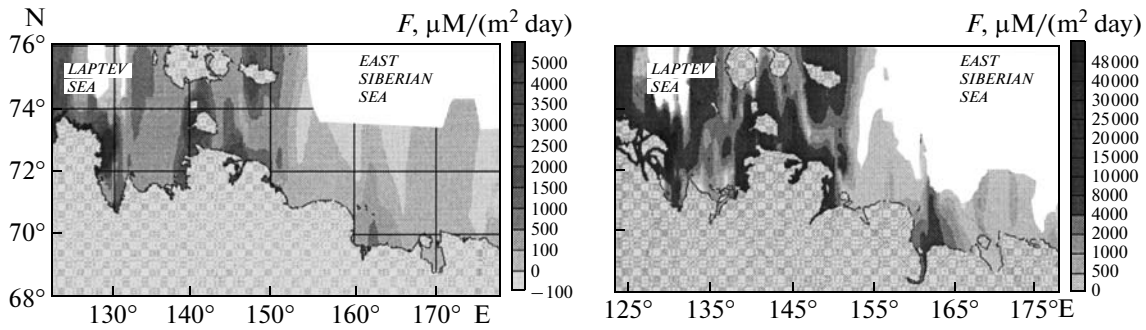 N
F, μM/(m² day)
76°
74°
72°
70°
68°
LAPTEV
SEA
EAST
SIBERIAN
SEA
5000
4000
3500
3000
2500
2000
1500
1000
500
100
0
−100
130° 140° 150° 160° 170° E
F, μM/(m² day)
LAPTEV
SEA
EAST
SIBERIAN
SEA
48000
40000
30000
20000
15000
10000
8000
4000
2000
1000
500
0
125° 135° 145° 155° 165° 175° E